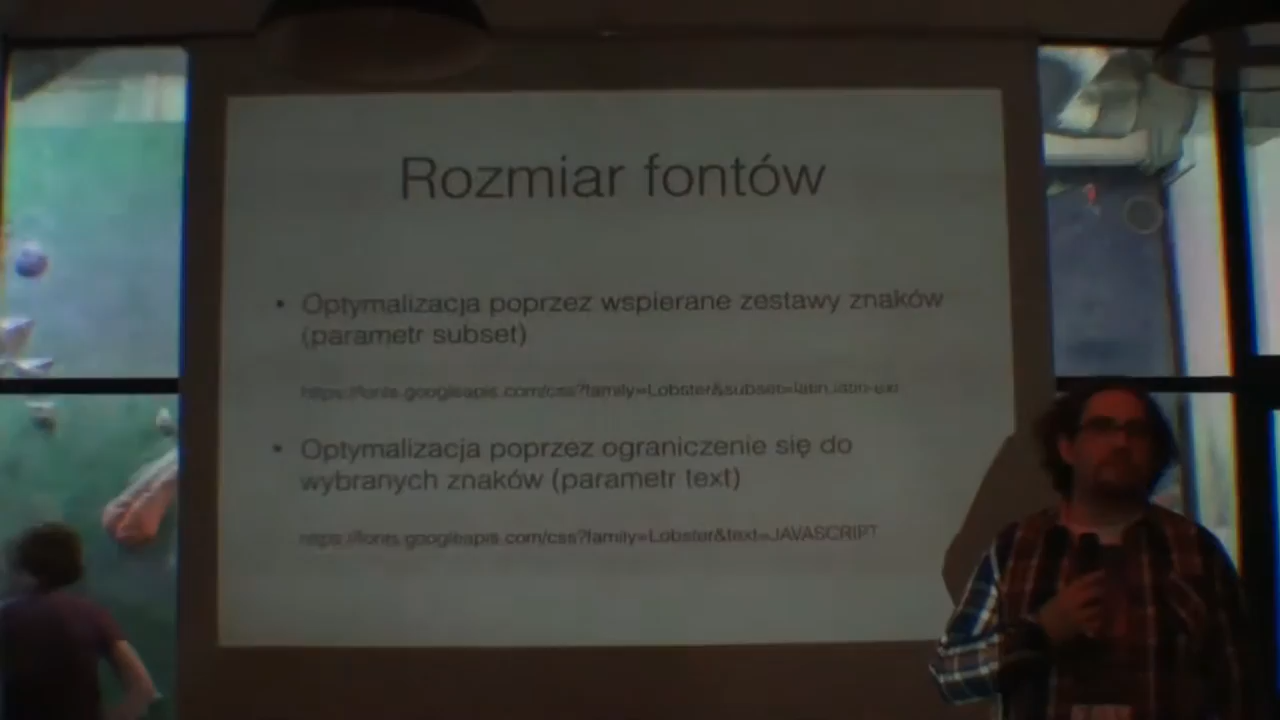 Rozmiar fontów
• Optymalizacja poprzez wspierane zestawy znaków
(parametr subset)
https://fonts.googleapis.com/css?family=Lobster&subset=latin,latin-ext
• Optymalizacja poprzez ograniczenie się do
wybranych znaków (parametr text)
https://fonts.googleapis.com/css?family=Lobster&text=JAVASCRIPT